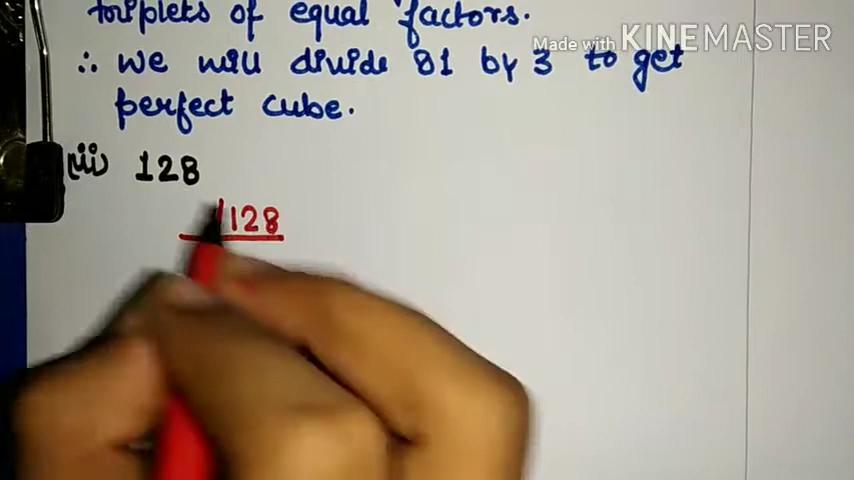 triplets of equal factors.
Made with KINEMASTER
∴ we will divide 81 by 3 to get
perfect cube.
(ii) 128
128